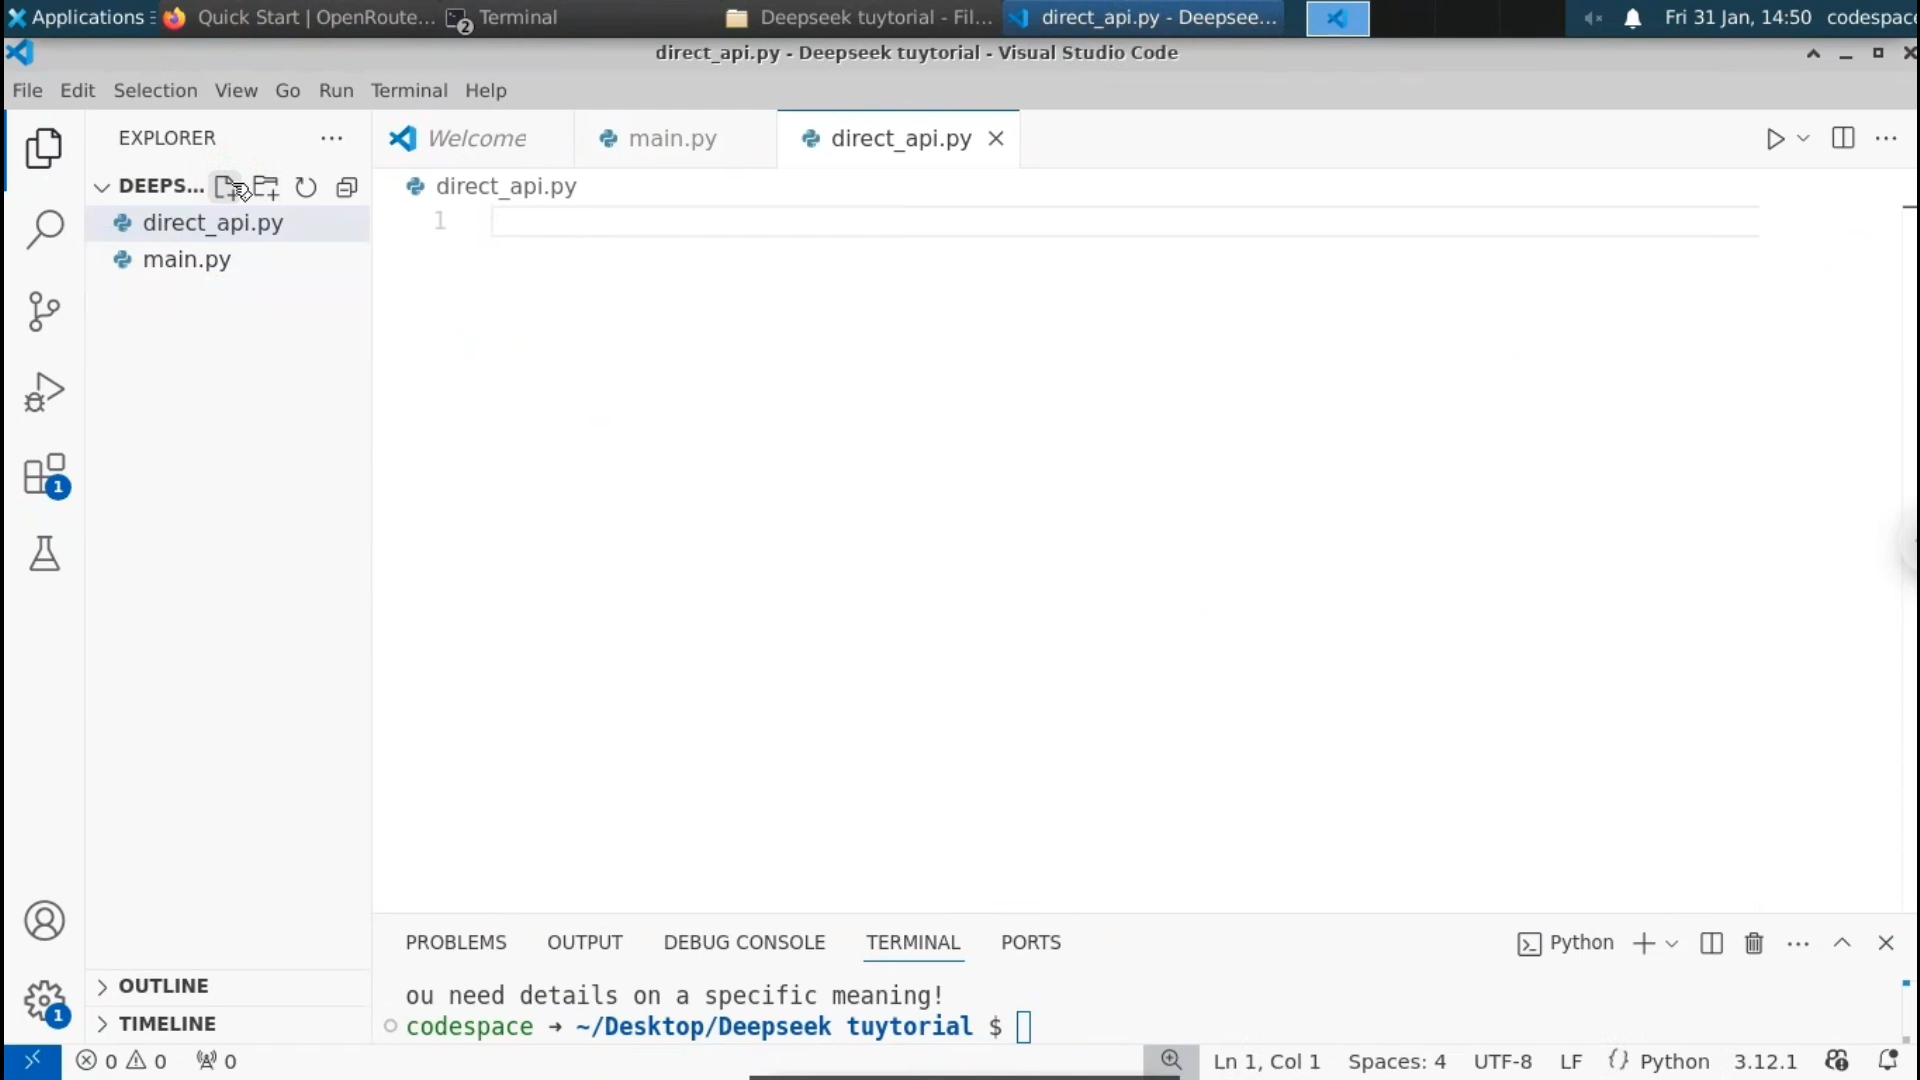 Applications
Quick Start | OpenRoute...
2
Terminal
Deepseek tuytorial - Fil...
direct_api.py - Deepsee...
Fri 31 Jan, 14:50
codespace
direct_api.py - Deepseek tuytorial - Visual Studio Code
File Edit Selection View Go Run Terminal Help
EXPLORER
DEEPS...
direct_api.py
main.py
Welcome
main.py
direct_api.py
direct_api.py
1
1
OUTLINE
TIMELINE
1
PROBLEMS OUTPUT DEBUG CONSOLE TERMINAL PORTS
Python
ou need details on a specific meaning!
codespace → ~/Desktop/Deepseek tuytorial $
0 0 0
Ln 1, Col 1 Spaces: 4 UTF-8 LF {} Python 3.12.1